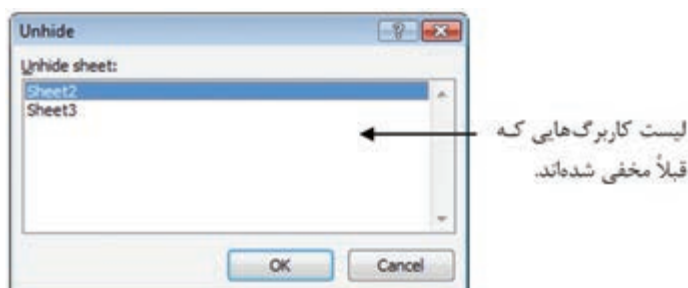 Unhide
Unhide sheet:
Sheet2
Sheet3
لیست کاربرگ‌هایی که
قبلاً مخفی شده‌اند.
OK
Cancel